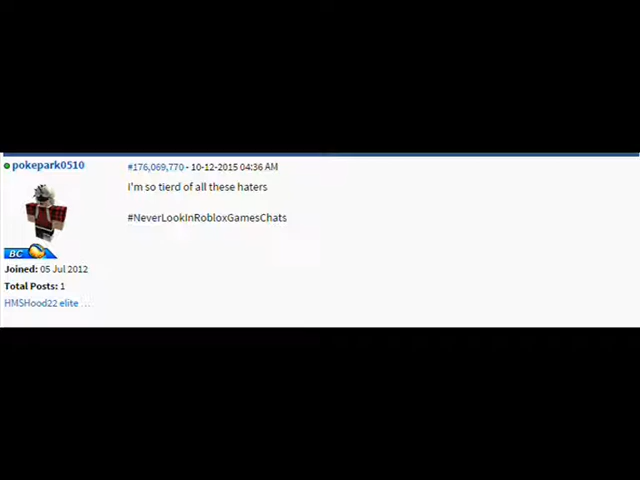 pokepark0510
#176,069,770 - 10-12-2015 04:36 AM
I'm so tierd of all these haters
#NeverLookInRobloxGamesChats
BC
Joined: 05 Jul 2012
Total Posts: 1
HMSHood22 elite ...